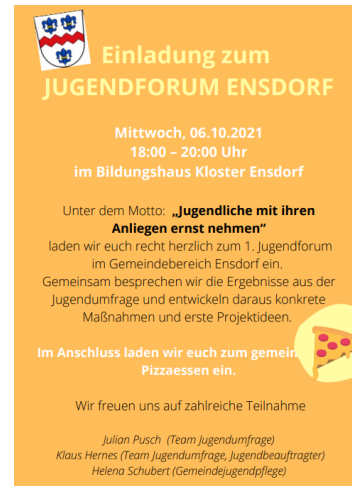 Einladung zum
JUGENDFORUM ENSDORF
Mittwoch, 06.10.2021
18:00 – 20:00 Uhr
im Bildungshaus Kloster Ensdorf
Unter dem Motto: „Jugendliche mit ihren
Anliegen ernst nehmen“
laden wir euch recht herzlich zum 1. Jugendforum
im Gemeindebereich Ensdorf ein.
Gemeinsam besprechen wir die Ergebnisse aus der
Jugendumfrage und entwickeln daraus konkrete
Maßnahmen und erste Projektideen.
Im Anschluss laden wir euch zum gemein
Pizzaessen ein.
Wir freuen uns auf zahlreiche Teilnahme
Julian Pusch (Team Jugendumfrage)
Klaus Hernes (Team Jugendumfrage, Jugendbeauftragter)
Helena Schubert (Gemeindejugendpflege)